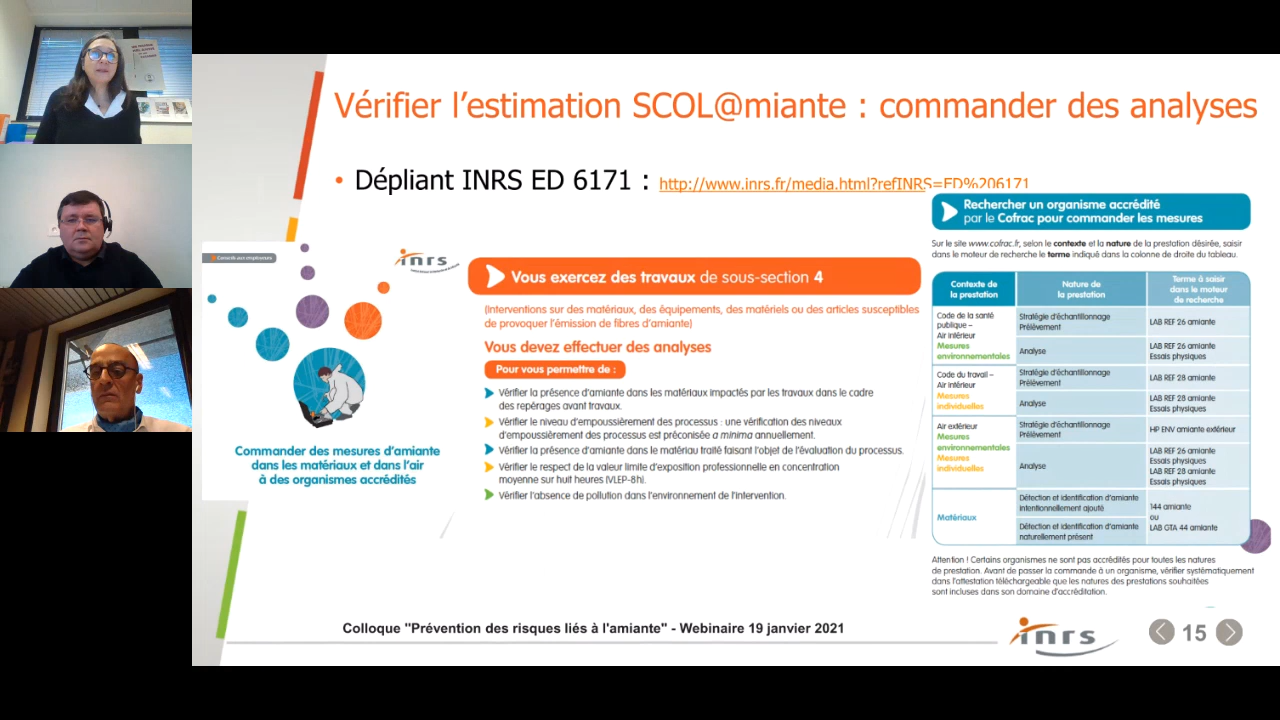 Vérifier l'estimation SCOL@miante : commander des analyses
• Dépliant INRS ED 6171 : http://www.inrs.fr/media.html?refINRS=ED%206171
Conseils aux employeurs
inrs
Commander des mesures d'amiante
dans les matériaux et dans l'air
à des organismes accrédités
Vous exercez des travaux de sous-section 4
(Interventions sur des matériaux, des équipements, des matériels ou des articles susceptibles
de provoquer l'émission de fibres d'amiante)
Vous devez effectuer des analyses
Pour vous permettre de :
Vérifier la présence d'amiante dans les matériaux impactés par les travaux dans le cadre
des repérages avant travaux.
Vérifier le niveau d'empoussièrement des processus : une vérification des niveaux
d'empoussièrement des processus est préconisée a minima annuellement.
Vérifier la présence d'amiante dans le matériau traité faisant l'objet de l'évaluation du processus.
Vérifier le respect de la valeur limite d'exposition professionnelle en concentration
moyenne sur huit heures (VLEP-8h).
Vérifier l'absence de pollution dans l'environnement de l'intervention.
Rechercher un organisme accrédité
par le Cofrac pour commander les mesures
Sur le site www.cofrac.fr, selon le contexte et la nature de la prestation désirée, saisir
dans le moteur de recherche le terme indiqué dans la colonne de droite du tableau.
Contexte de
la prestation
Nature de
la prestation
Terme à saisir
dans le moteur
de recherche
Code de la santé
publique –
Air intérieur
Mesures
environnementales
Stratégie d'échantillonnage
Prélèvement
LAB REF 26 amiante
Analyse
LAB REF 26 amiante
Essais physiques
Code du travail –
Air intérieur
Mesures
individuelles
Stratégie d'échantillonnage
Prélèvement
LAB REF 28 amiante
Analyse
LAB REF 28 amiante
Essais physiques
Air extérieur
Mesures
environnementales
Mesures
individuelles
Stratégie d'échantillonnage
Prélèvement
HP ENV amiante extérieur
Analyse
LAB REF 26 amiante
Essais physiques
LAB REF 28 amiante
Essais physiques
Matériaux
Détection et identification d'amiante
intentionnellement ajouté
Détection et identification d'amiante
naturellement présent
144 amiante
ou
LAB GTA 44 amiante
Attention ! Certains organismes ne sont pas accrédités pour toutes les natures
de prestation. Avant de passer la commande à un organisme, vérifier systématiquement
dans l'attestation téléchargeable que les natures des prestations souhaitées
sont incluses dans son domaine d'accréditation.
Colloque "Prévention des risques liés à l'amiante" - Webinaire 19 janvier 2021
inrs
15